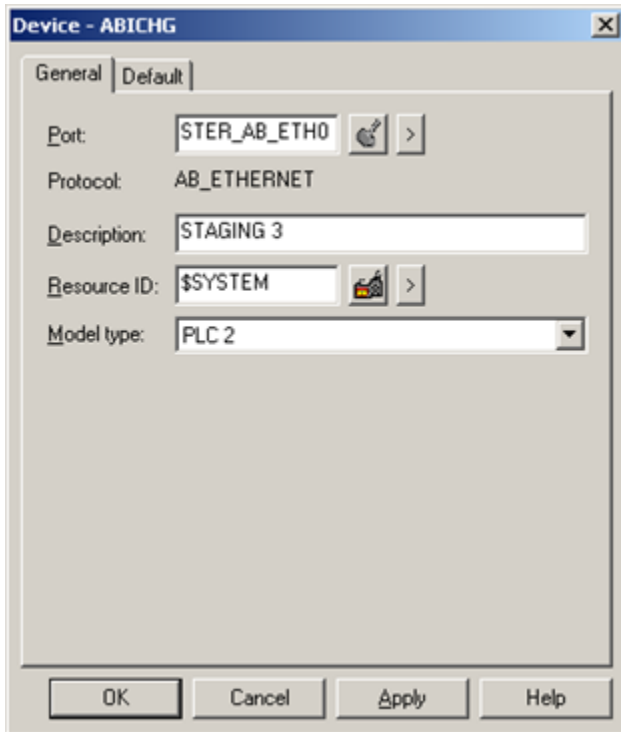 Device - ABICHG
General Default
Port: STER_AB_ETH0 >
Protocol: AB_ETHERNET
Description: STAGING 3
Resource ID: $SYSTEM >
Model type: PLC 2
OK Cancel Apply Help